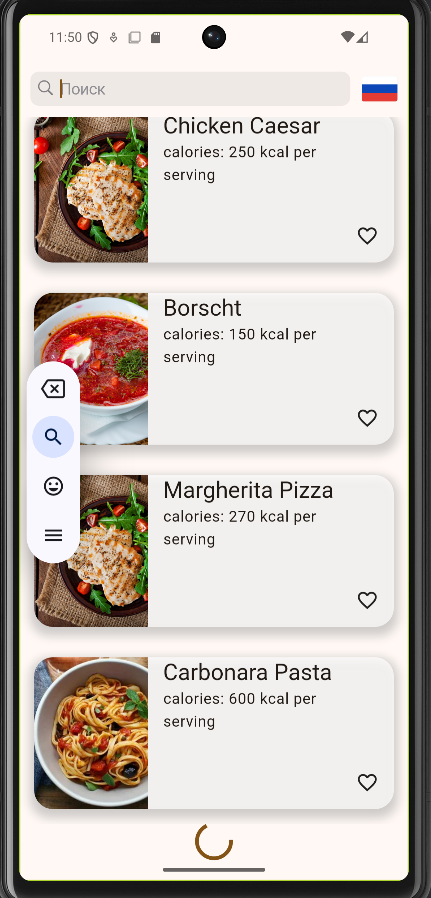 11:50
Поиск
Chicken Caesar
calories: 250 kcal per
serving
Borscht
calories: 150 kcal per
serving
Margherita Pizza
calories: 270 kcal per
serving
Carbonara Pasta
calories: 600 kcal per
serving